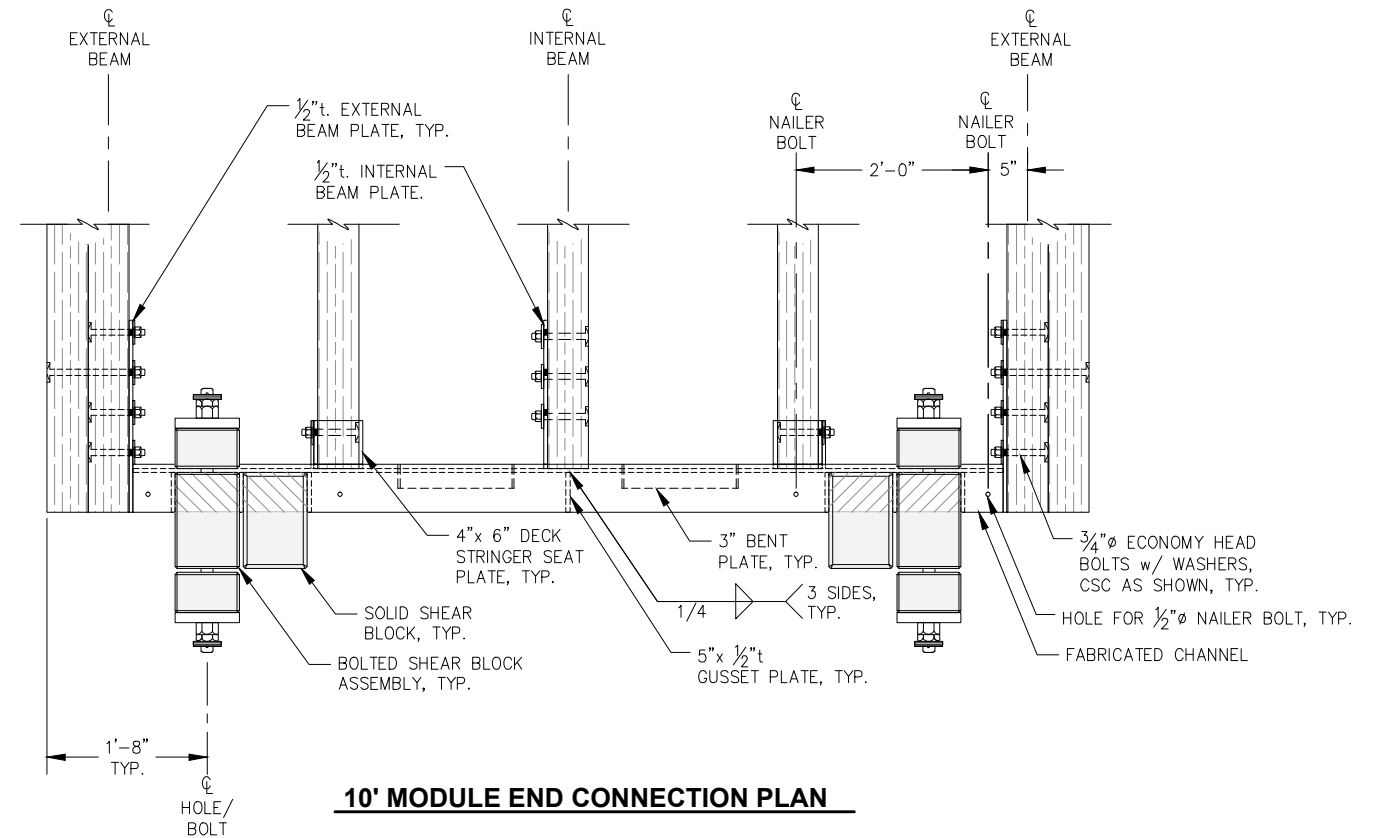 ℄
EXTERNAL
BEAM
℄
INTERNAL
BEAM
℄
EXTERNAL
BEAM
℄
NAILER
BOLT
℄
NAILER
BOLT
½"t. EXTERNAL
BEAM PLATE, TYP.
½"t. INTERNAL
BEAM PLATE.
2'-0"
5"
4"x 6" DECK
STRINGER SEAT
PLATE, TYP.
3" BENT
PLATE, TYP.
¾"ø ECONOMY HEAD
BOLTS w/ WASHERS,
CSC AS SHOWN, TYP.
1/4
3 SIDES,
TYP.
SOLID SHEAR
BLOCK, TYP.
HOLE FOR ½"ø NAILER BOLT, TYP.
BOLTED SHEAR BLOCK
ASSEMBLY, TYP.
5"x ½"t
GUSSET PLATE, TYP.
FABRICATED CHANNEL
1'-8"
TYP.
℄
HOLE/
BOLT
10' MODULE END CONNECTION PLAN